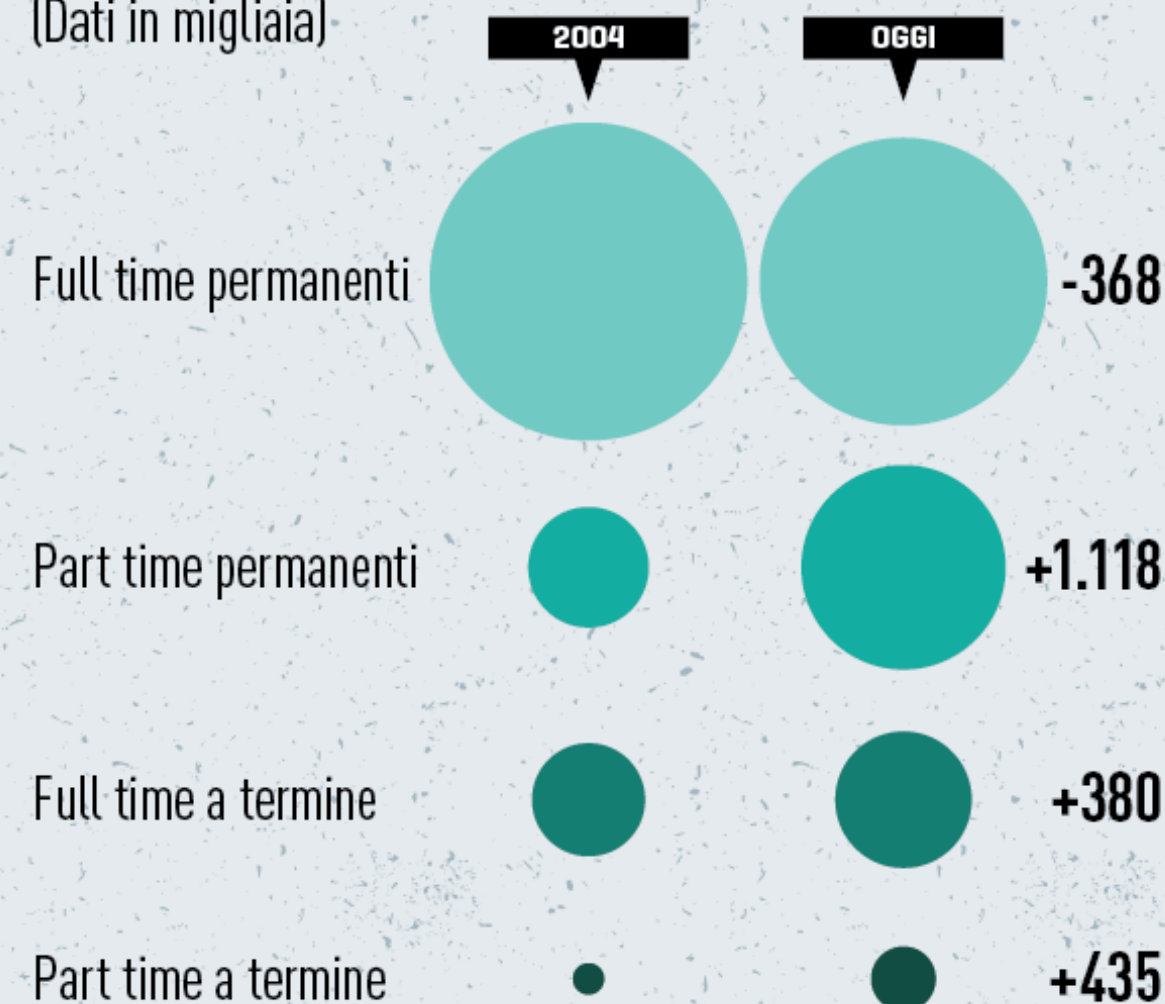 (Dati in migliaia)
2004 OGGI
Full time permanenti -368
Part time permanenti +1.118
Full time a termine +380
Part time a termine +435